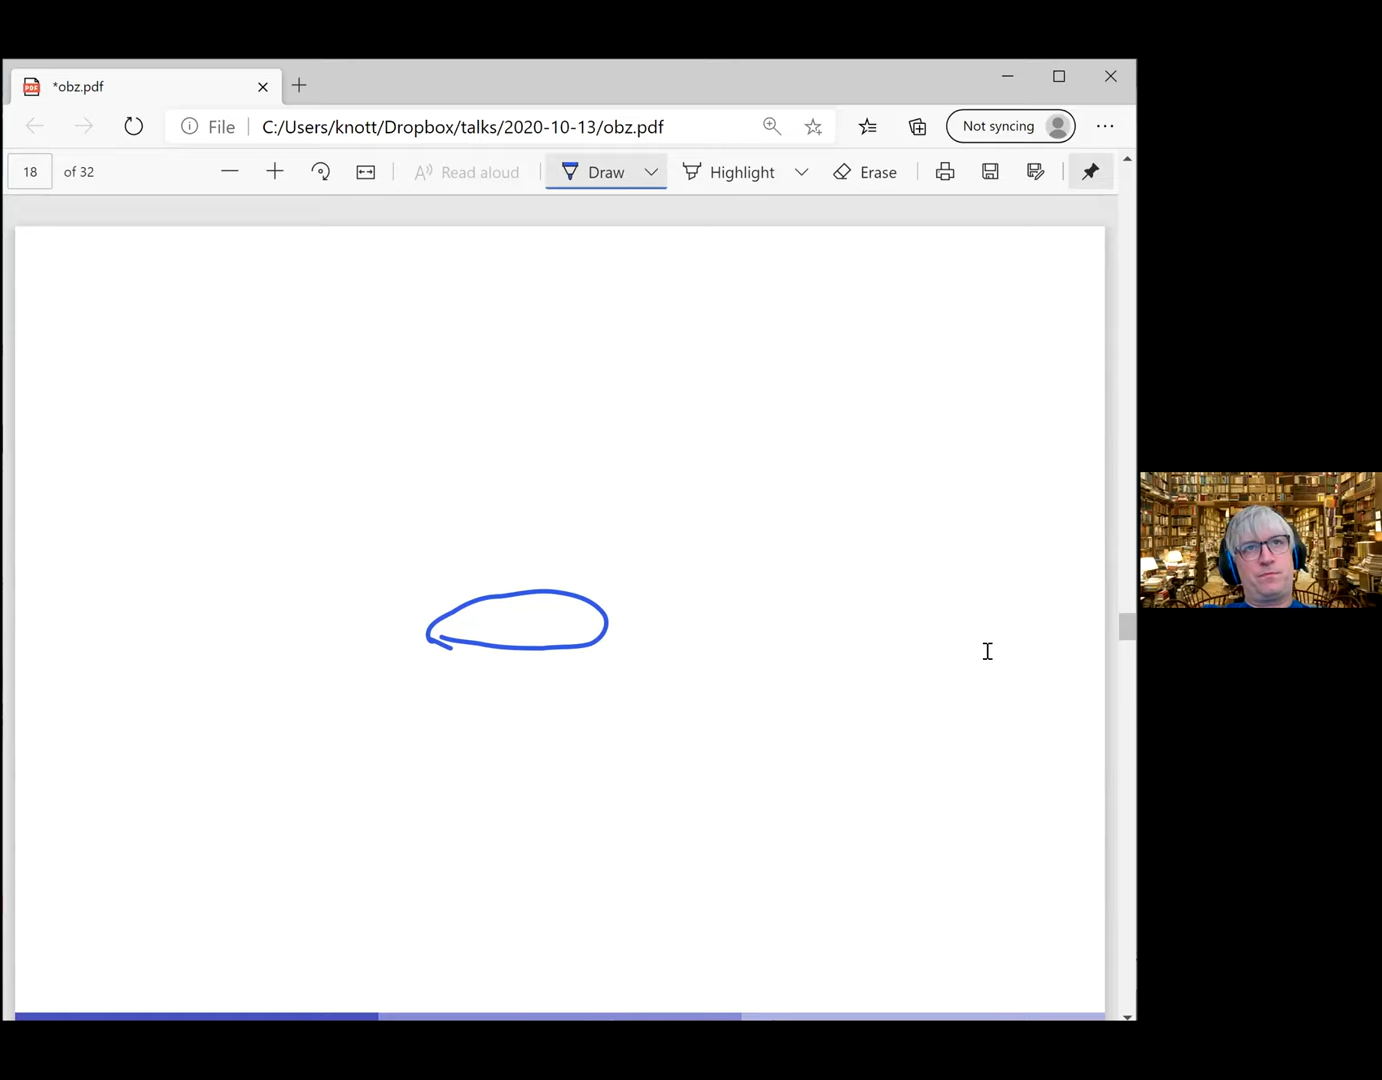 *obz.pdf
File C:/Users/knott/Dropbox/talks/2020-10-13/obz.pdf Not syncing
18 of 32 Read aloud Draw Highlight Erase